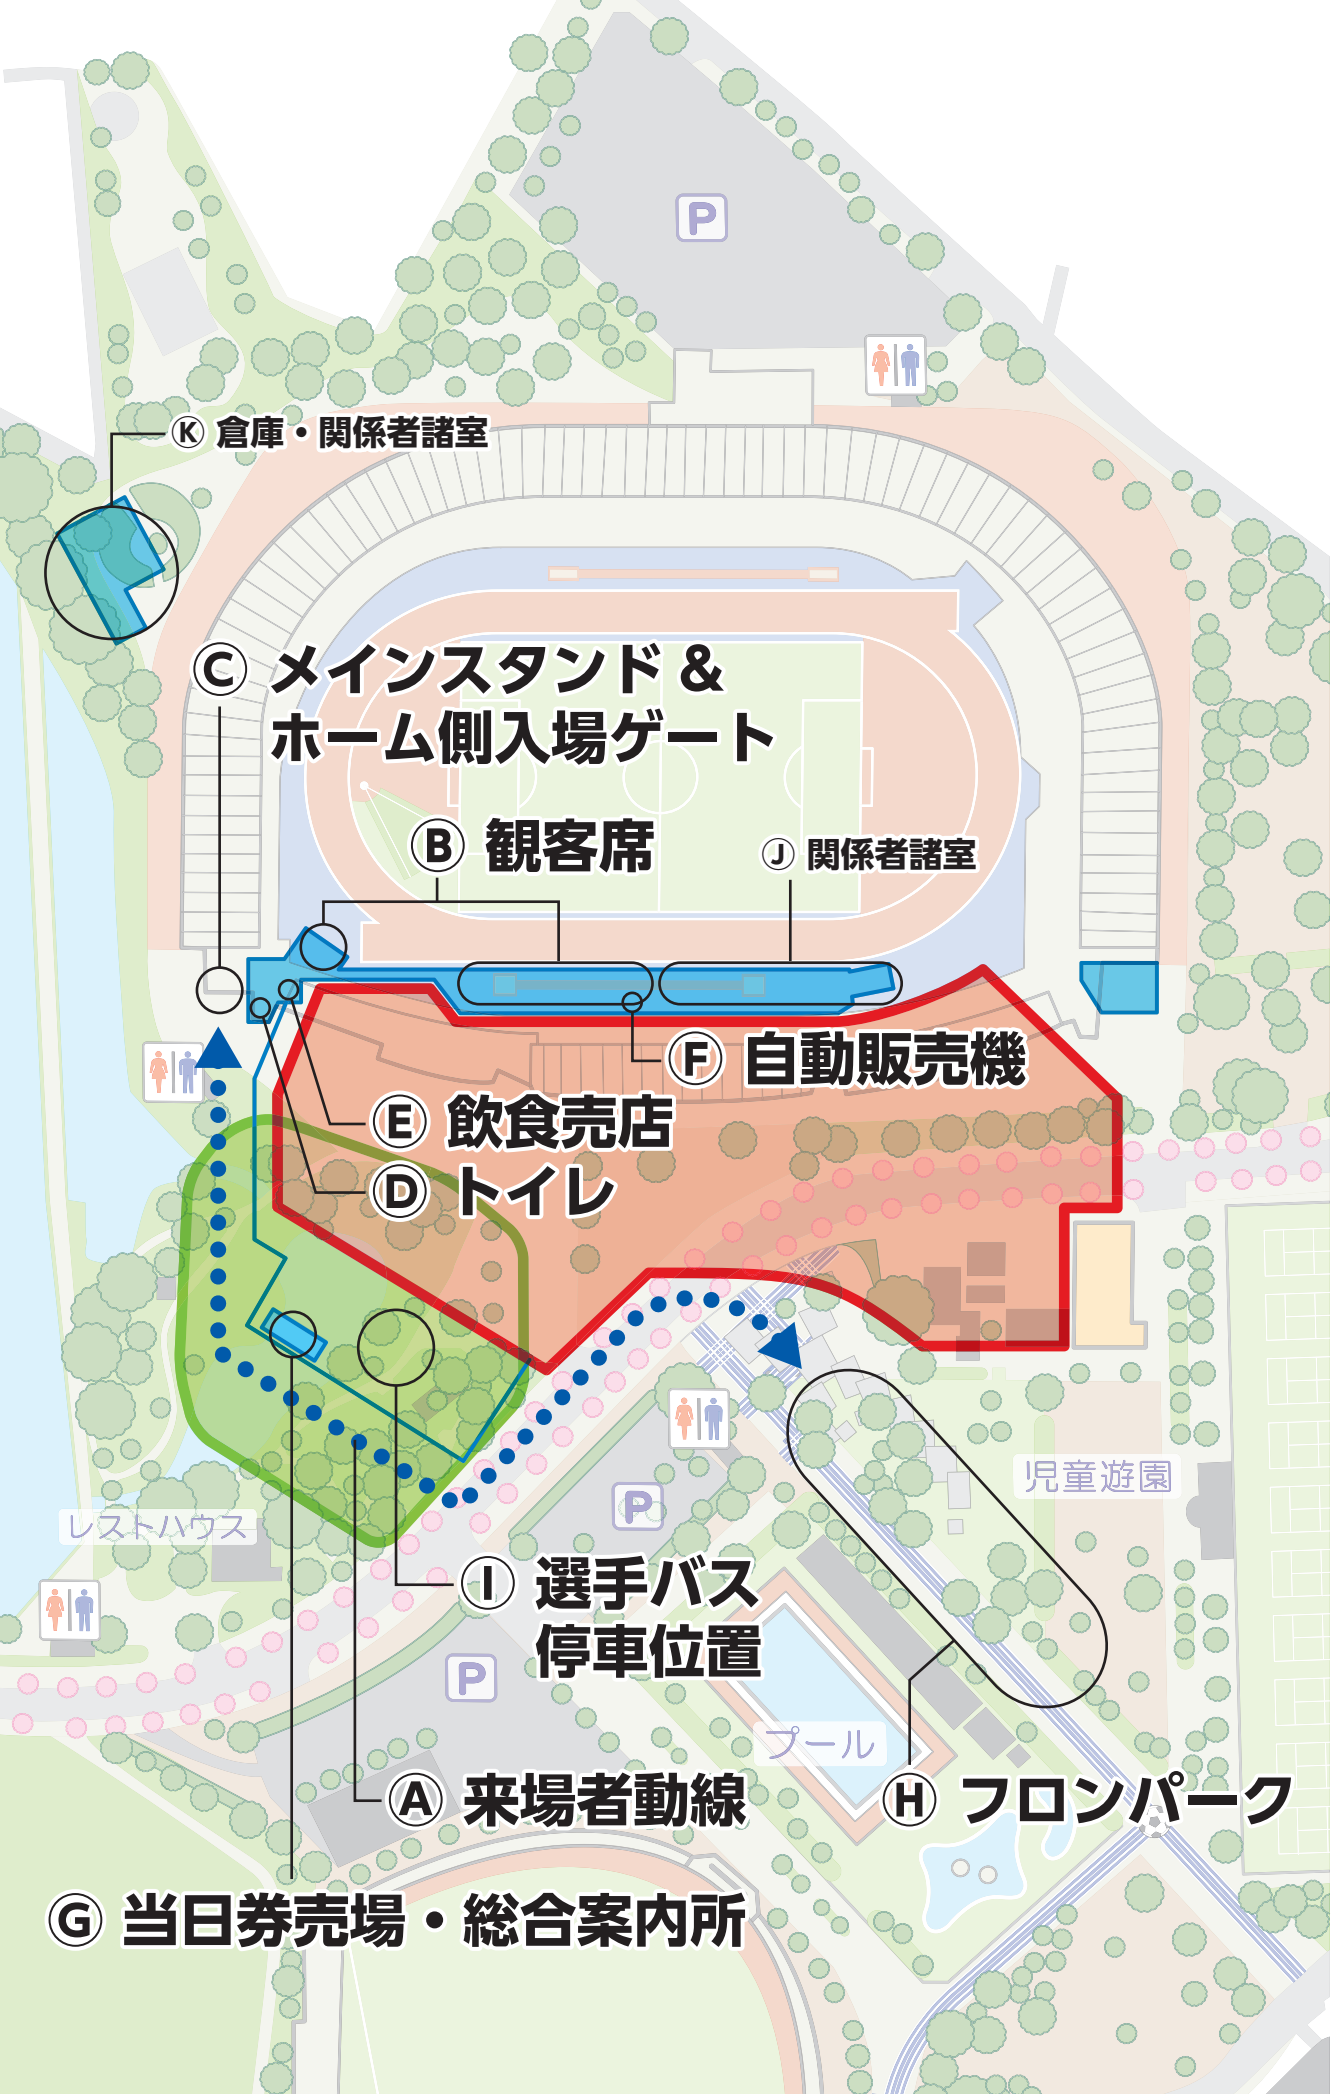 P
Ⓚ 倉庫・関係者諸室
Ⓒ メインスタンド &
ホーム側入場ゲート
Ⓑ 観客席
Ⓙ 関係者諸室
Ⓕ 自動販売機
Ⓔ 飲食売店
Ⓓ トイレ
児童遊園
P
レストハウス
Ⓘ 選手バス
停車位置
P
プール
Ⓐ 来場者動線
Ⓗ フロンパーク
Ⓖ 当日券売場・総合案内所